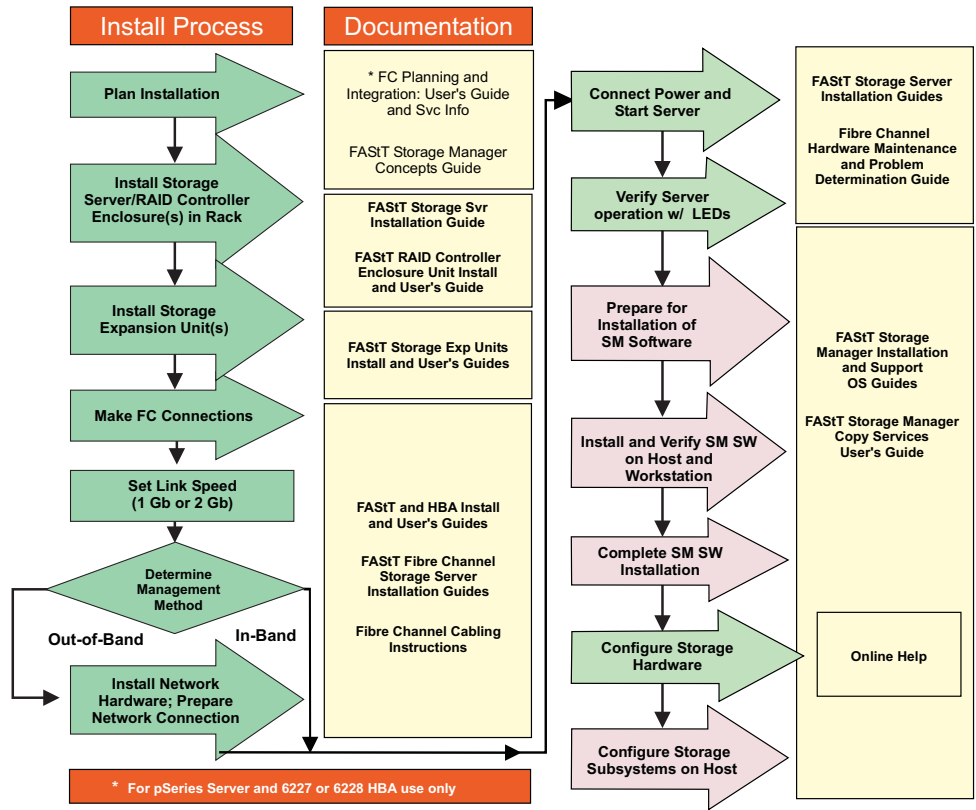 Install Process
Documentation
Plan Installation
Install Storage
Server/RAID Controller
Enclosure(s) in Rack
Install Storage
Expansion Unit(s)
Make FC Connections
Set Link Speed
(1 Gb or 2 Gb)
Determine
Management
Method
Out-of-Band
In-Band
Install Network
Hardware; Prepare
Network Connection
* FC Planning and
Integration: User's Guide
and Svc Info
FAStT Storage Manager
Concepts Guide
FAStT Storage Svr
Installation Guide
FAStT RAID Controller
Enclosure Unit Install
and User's Guide
FAStT Storage Exp Units
Install and User's Guides
FAStT and HBA Install
and User's Guides
FAStT Fibre Channel
Storage Server
Installation Guides
Fibre Channel Cabling
Instructions
* For pSeries Server and 6227 or 6228 HBA use only
Connect Power and
Start Server
Verify Server
operation w/ LEDs
Prepare for
Installation of
SM Software
Install and Verify SM SW
on Host and
Workstation
Complete SM SW
Installation
Configure Storage
Hardware
Configure Storage
Subsystems on Host
FAStT Storage Server
Installation Guides
Fibre Channel
Hardware Maintenance
and Problem
Determination Guide
FAStT Storage
Manager Installation
and Support
OS Guides
FAStT Storage Manager
Copy Services
User's Guide
Online Help